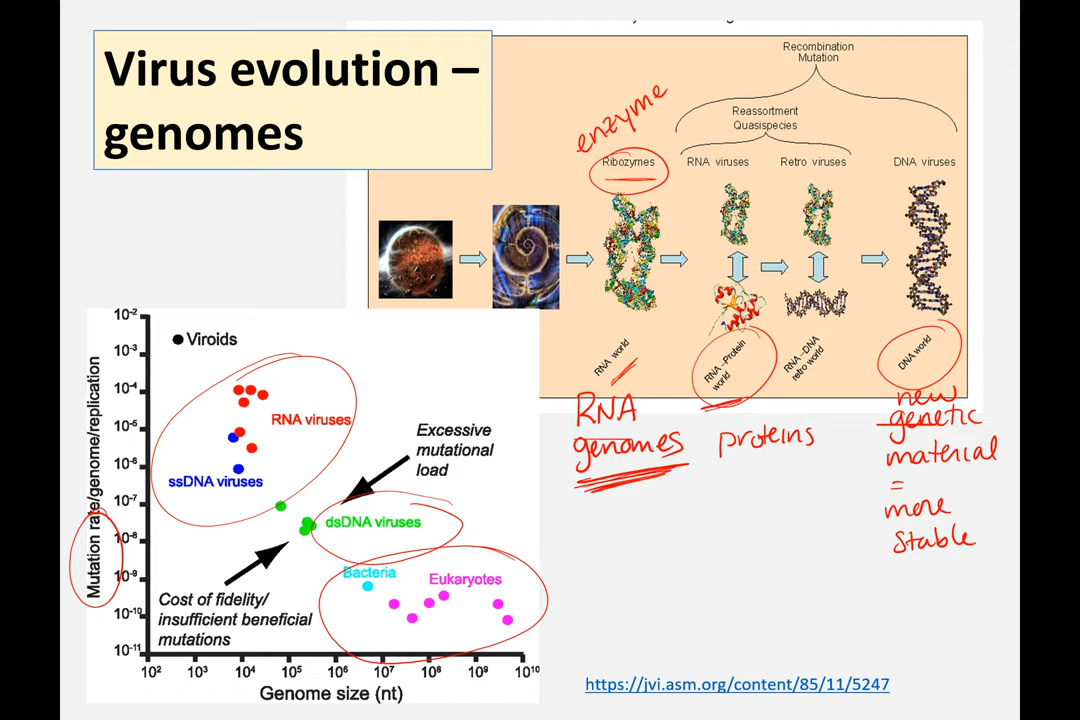 Virus evolution –
genomes
Recombination
Mutation
Reassortment
Quasispecies
enzyme
Ribozymes
RNA viruses
Retro viruses
DNA viruses
RNA world
RNA –Protein
world
RNA –DNA
retro world
DNA world
RNA
genomes
proteins
new
genetic
material
=
more
stable
Mutation rate/genome/replication
10-2
10-3
10-4
10-5
10-6
10-7
10-8
10-9
10-10
10-11
Viroids
RNA viruses
ssDNA viruses
Excessive
mutational
load
dsDNA viruses
Bacteria
Eukaryotes
Cost of fidelity/
insufficient beneficial
mutations
102 103 104 105 106 107 108 109 1010
Genome size (nt)
https://jvi.asm.org/content/85/11/5247